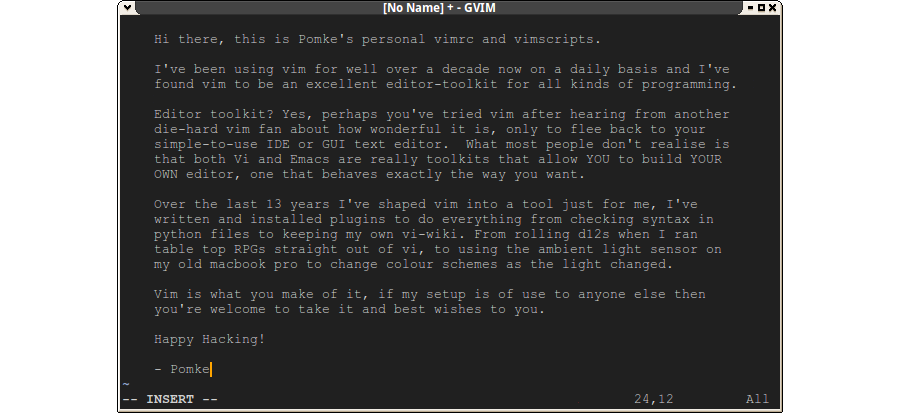 [No Name] + - GVIM
Hi there, this is Pomke's personal vimrc and vimscripts.
I've been using vim for well over a decade now on a daily basis and I've
found vim to be an excellent editor-toolkit for all kinds of programming.
Editor toolkit? Yes, perhaps you've tried vim after hearing from another
die-hard vim fan about how wonderful it is, only to flee back to your
simple-to-use IDE or GUI text editor.  What most people don't realise is
that both Vi and Emacs are really toolkits that allow YOU to build YOUR
OWN editor, one that behaves exactly the way you want.
Over the last 13 years I've shaped vim into a tool just for me, I've
written and installed plugins to do everything from checking syntax in
python files to keeping my own vi-wiki. From rolling d12s when I ran
table top RPGs straight out of vi, to using the ambient light sensor on
my old macbook pro to change colour schemes as the light changed.
Vim is what you make of it, if my setup is of use to anyone else then
you're welcome to take it and best wishes to you.
Happy Hacking!
- Pomke
~
-- INSERT -- 24,12 All